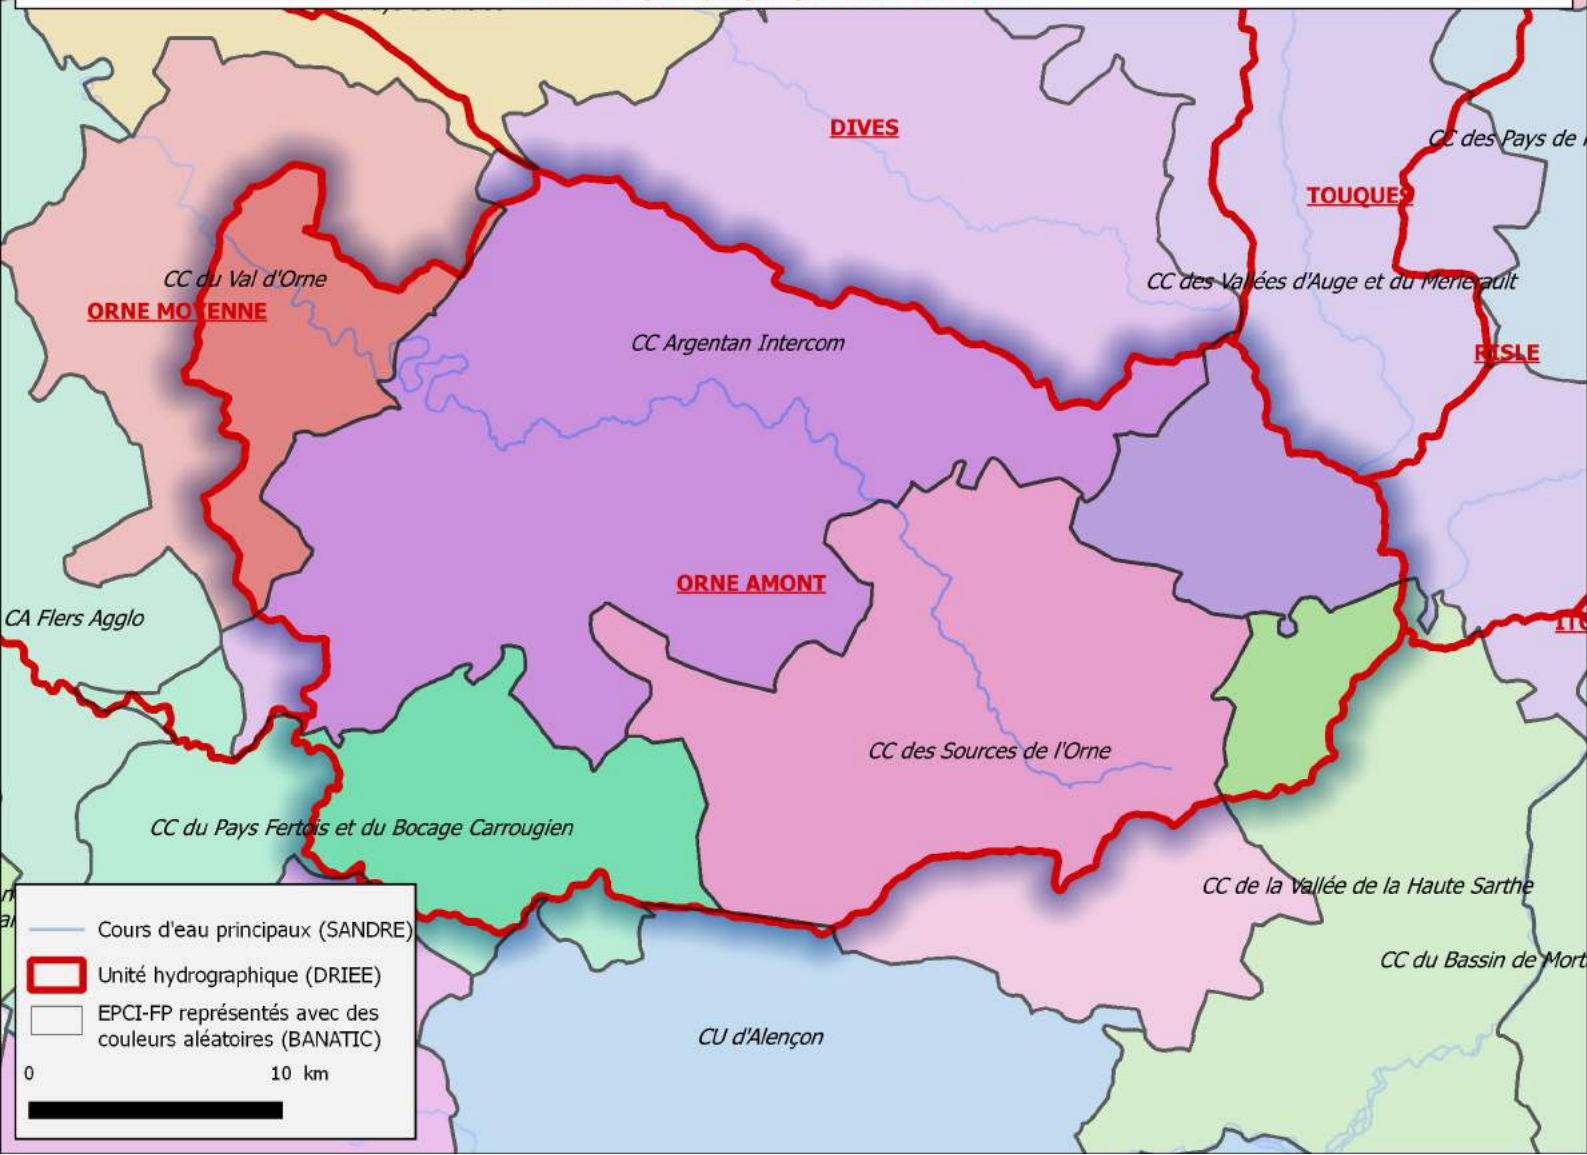 DIVES
CC des Pays de
TOUQUES
CC du Val d'Orne
CC des Vallées d'Auge et du Merlerault
ORNE MOYENNE
CC Argentan Intercom
RISLE
ORNE AMONT
CA Flers Agglo
CC des Sources de l'Orne
CC du Pays Fertois et du Bocage Carrougien
CC de la Vallée de la Haute Sarthe
CC du Bassin de Mort
CU d'Alençon
Cours d'eau principaux (SANDRE)
Unité hydrographique (DRIEE)
EPCI-FP représentés avec des
couleurs aléatoires (BANATIC)
0 10 km